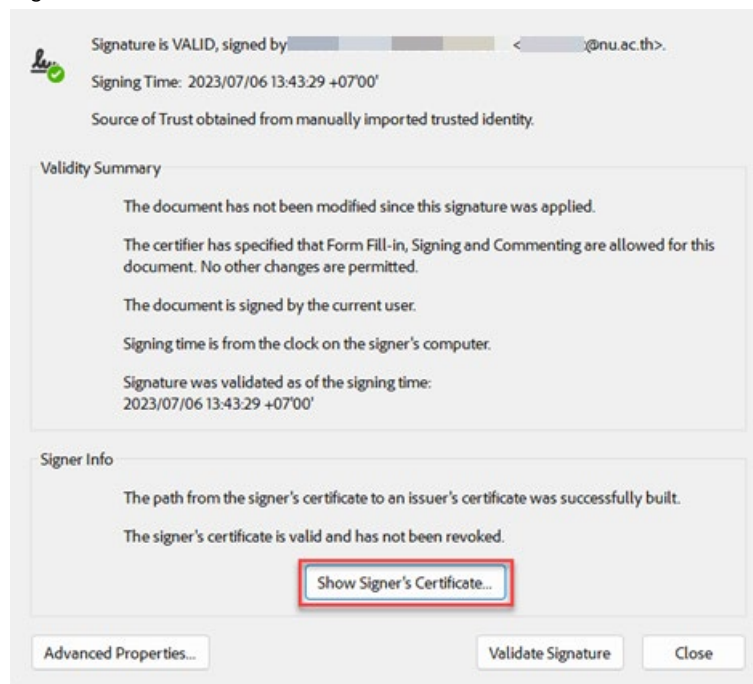 Signature is VALID, signed by < @nu.ac.th>.
Signing Time: 2023/07/06 13:43:29 +07'00'
Source of Trust obtained from manually imported trusted identity.
Validity Summary
The document has not been modified since this signature was applied.
The certifier has specified that Form Fill-in, Signing and Commenting are allowed for this
document. No other changes are permitted.
The document is signed by the current user.
Signing time is from the clock on the signer's computer.
Signature was validated as of the signing time:
2023/07/06 13:43:29 +07'00'
Signer Info
The path from the signer's certificate to an issuer's certificate was successfully built.
The signer's certificate is valid and has not been revoked.
Show Signer's Certificate...
Advanced Properties...
Validate Signature
Close